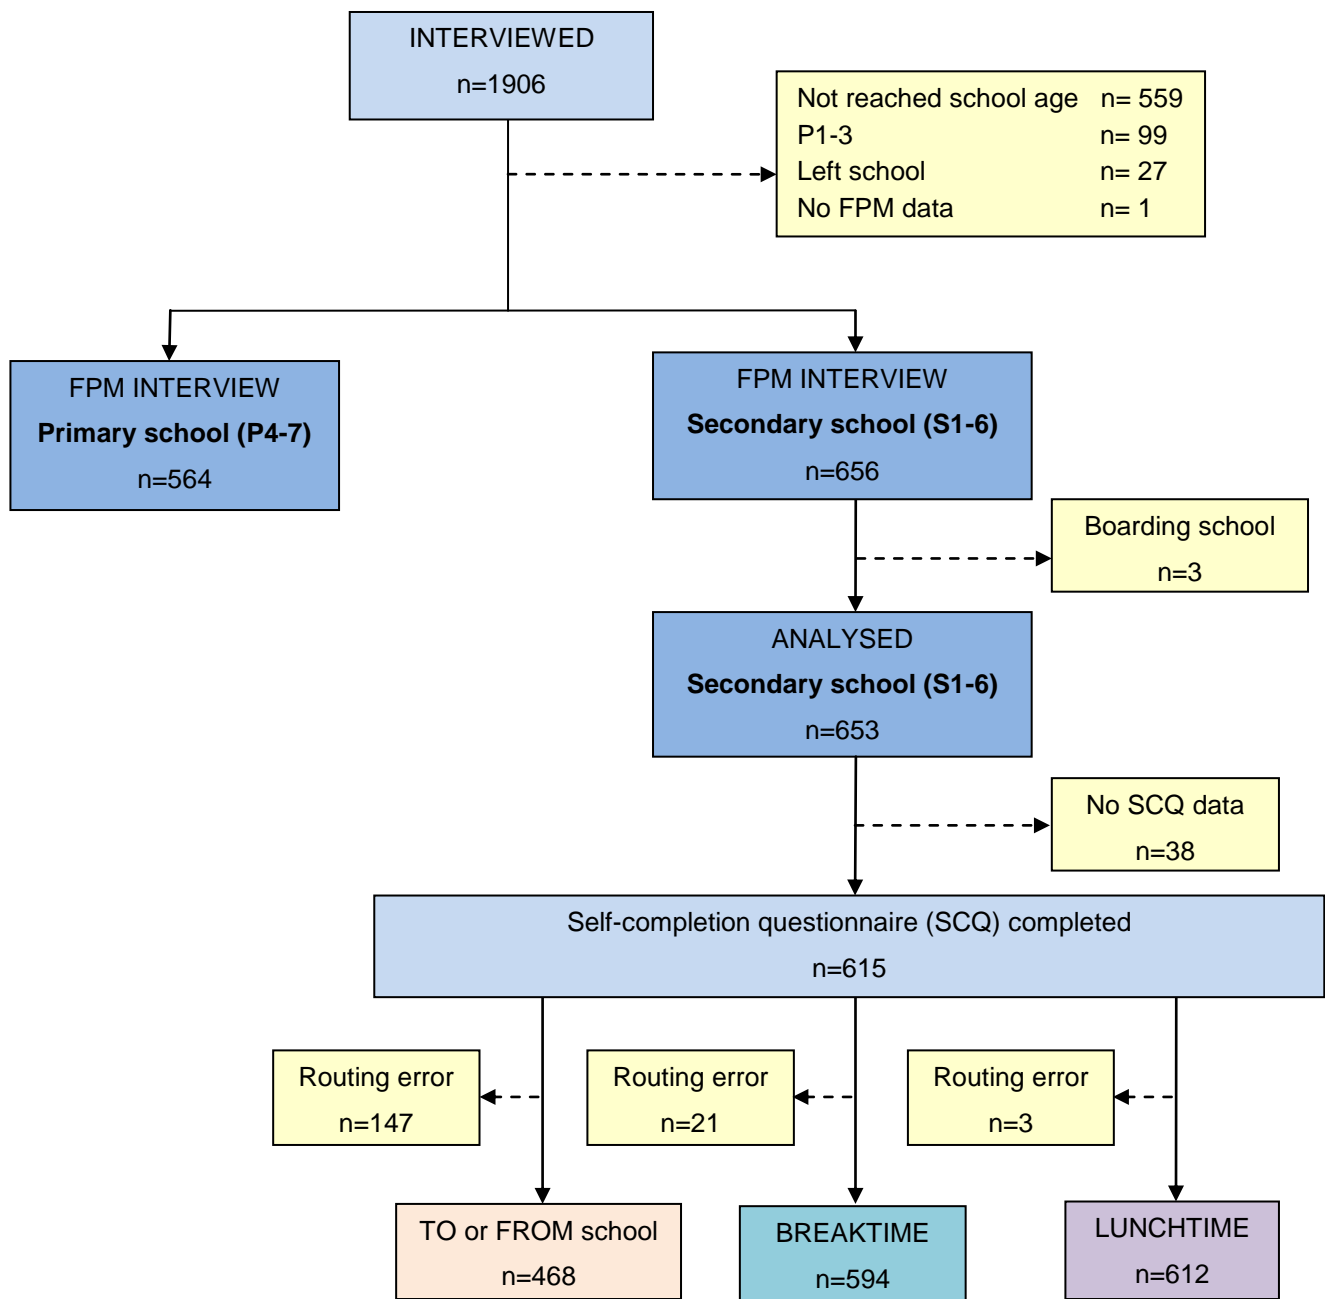 INTERVIEWED
n=1906
Not reached school age n= 559
P1-3 n= 99
Left school n= 27
No FPM data n= 1
FPM INTERVIEW
Primary school (P4-7)
n=564
FPM INTERVIEW
Secondary school (S1-6)
n=656
Boarding school
n=3
ANALYSED
Secondary school (S1-6)
n=653
No SCQ data
n=38
Self-completion questionnaire (SCQ) completed
n=615
Routing error
n=147
Routing error
n=21
Routing error
n=3
TO or FROM school
n=468
BREAKTIME
n=594
LUNCHTIME
n=612